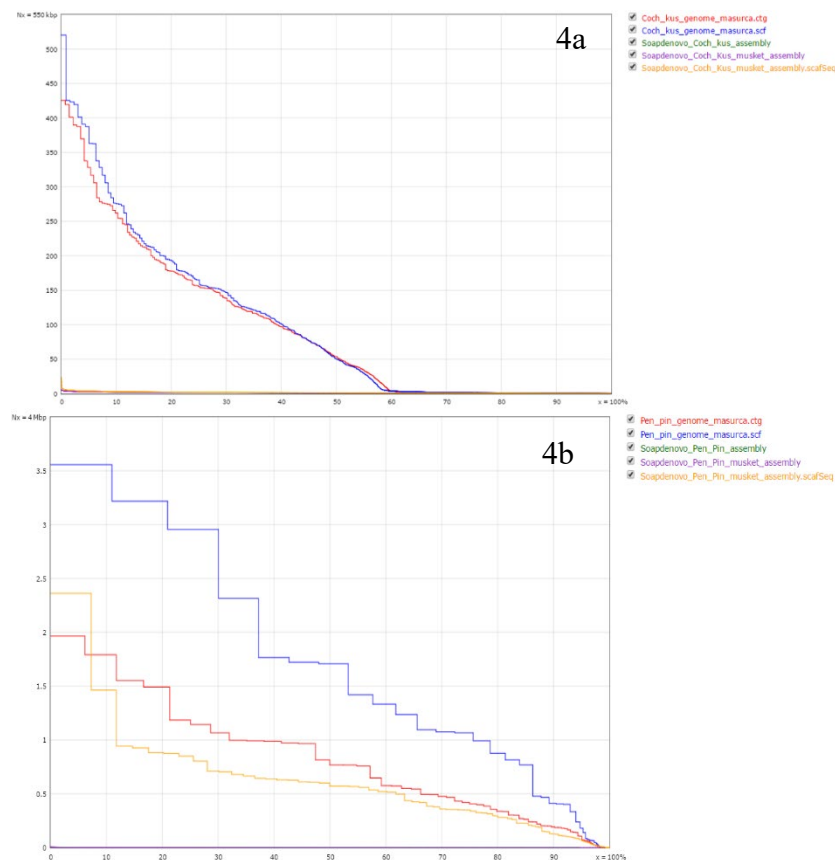 Nx = 550 kbp
4a
500
450
400
350
300
250
200
150
100
50
0
0 10 20 30 40 50 60 70 80 90 x = 100%
Coch_kus_genome_masurca.ctg
Coch_kus_genome_masurca.scf
Soapdenovo_Coch_kus_assembly
Soapdenovo_Coch_Kus_musket_assembly
Soapdenovo_Coch_Kus_musket_assembly.scafSeq
Nx = 4 Mbp
4b
3.5
3
2.5
2
1.5
1
0.5
0
0 10 20 30 40 50 60 70 80 90 x = 100%
Pen_pin_genome_masurca.ctg
Pen_pin_genome_masurca.scf
Soapdenovo_Pen_Pin_assembly
Soapdenovo_Pen_Pin_musket_assembly
Soapdenovo_Pen_Pin_musket_assembly.scafSeq